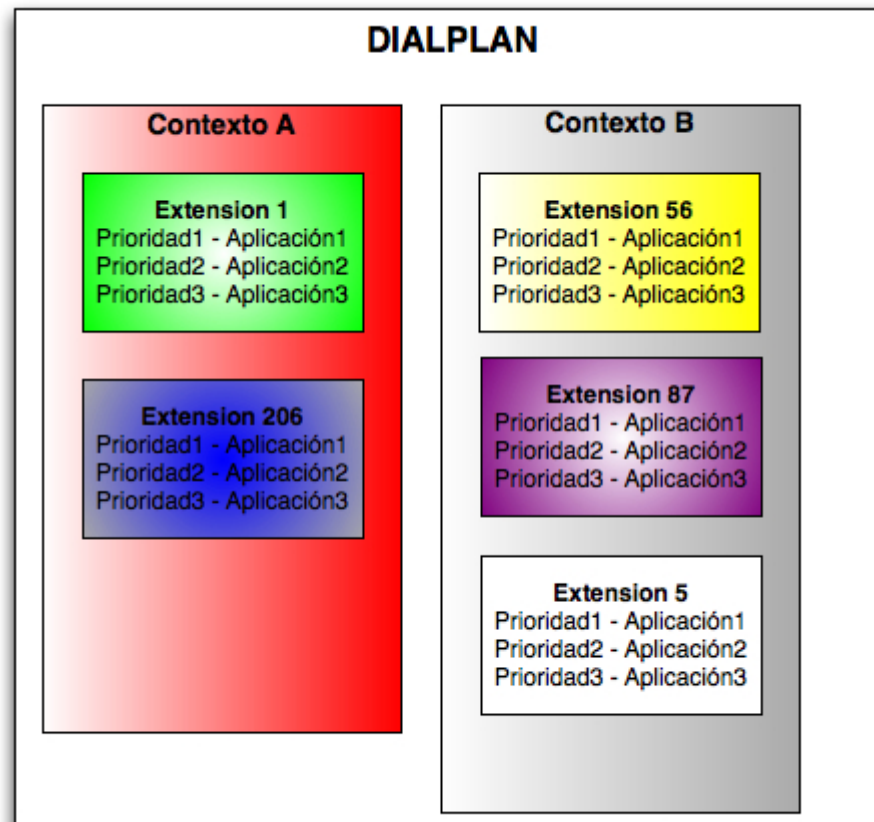 DIALPLAN
Contexto A
Extension 1
Prioridad1 - Aplicación1
Prioridad2 - Aplicación2
Prioridad3 - Aplicación3
Extension 206
Prioridad1 - Aplicación1
Prioridad2 - Aplicación2
Prioridad3 - Aplicación3
Contexto B
Extension 56
Prioridad1 - Aplicación1
Prioridad2 - Aplicación2
Prioridad3 - Aplicación3
Extension 87
Prioridad1 - Aplicación1
Prioridad2 - Aplicación2
Prioridad3 - Aplicación3
Extension 5
Prioridad1 - Aplicación1
Prioridad2 - Aplicación2
Prioridad3 - Aplicación3